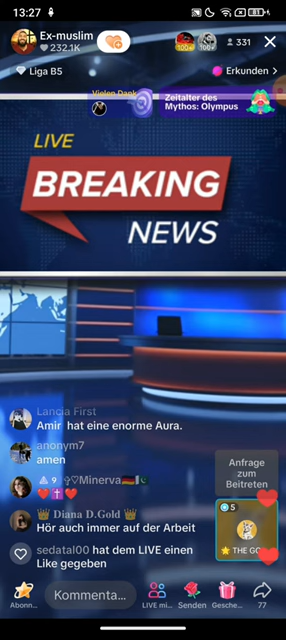 13:27
81
Ex-muslim
232.1K
100+
100+
331
Liga B5
Erkunden >
Vielen Dank
Zeitalter des
Mythos: Olympus
LIVE
BREAKING
NEWS
Lancia First
Amir hat eine enorme Aura.
anonym7
amen
9 ✞♡Minerva
Diana D.Gold
Hör auch immer auf der Arbeit
sedatal00 hat dem LIVE einen
Like gegeben
Anfrage
zum
Beitreten
5
THE GO
Abonn...
Kommenta...
LIVE mi...
Senden
Gesche...
77